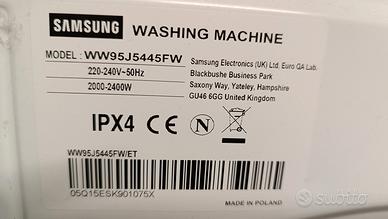 SAMSUNG WASHING MACHINE
MODEL: WW95J5445FW
220-240V~50Hz
2000-2400W
Samsung Electronics (UK) Ltd. Euro QA Lab.
Blackbushe Business Park
Saxony Way, Yateley, Hampshire
GU46 6GG United Kingdom
IPX4 CE N
WW95J5445FW/ET
05Q15ESK901075X
MADE IN POLAND
subito